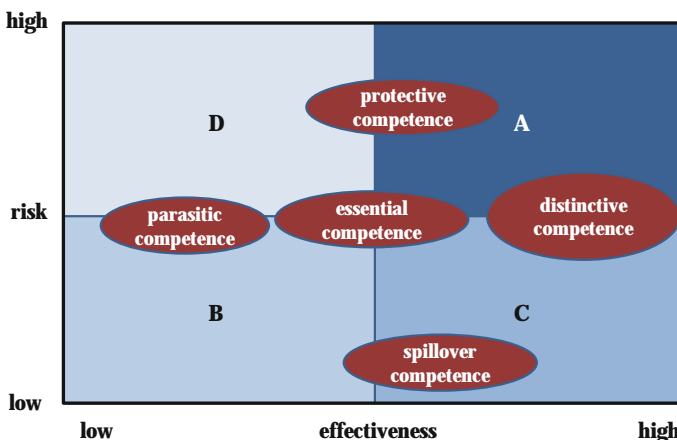 high
protective
competence
D
A
risk
parasitic
competence
essential
competence
distinctive
competence
B
C
spillover
competence
low
low
effectiveness
high